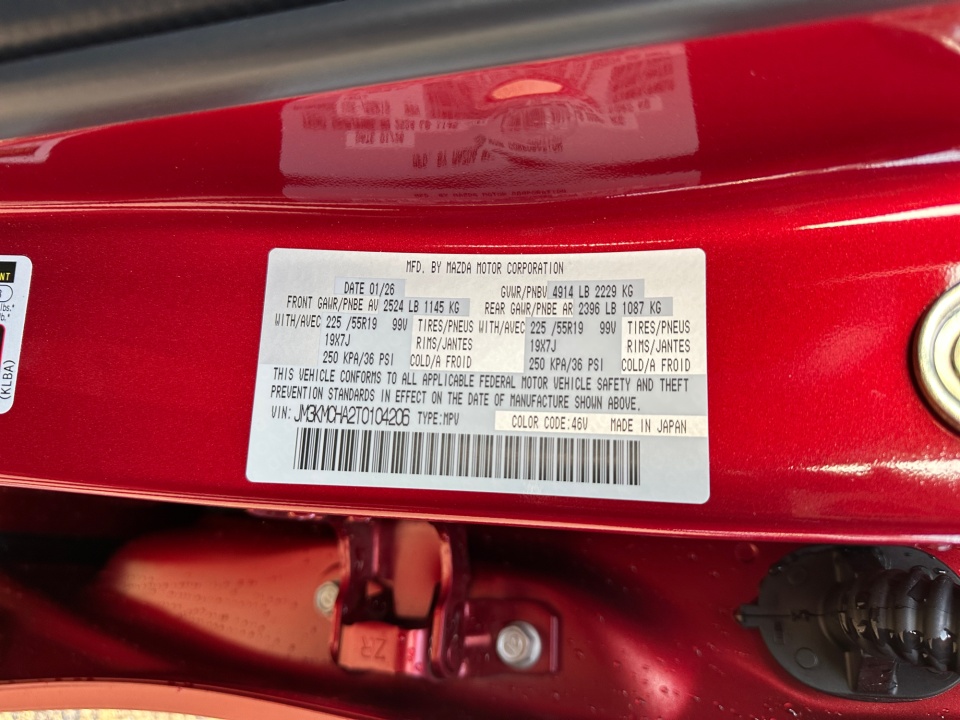 MFD. BY MAZDA MOTOR CORPORATION
DATE 01/26 GVWR/PNBV 4914 LB 2229 KG
FRONT GAWR/PNBE AV 2524 LB 1145 KG REAR GAWR/PNBE AR 2396 LB 1087 KG
WITH/AVEC 225 /55R19 99V TIRES/PNEUS WITH/AVEC 225 /55R19 99V TIRES/PNEUS
19X7J RIMS/JANTES 19X7J RIMS/JANTES
250 KPA/36 PSI COLD/A FROID 250 KPA/36 PSI COLD/A FROID
THIS VEHICLE CONFORMS TO ALL APPLICABLE FEDERAL MOTOR VEHICLE SAFETY AND THEFT
PREVENTION STANDARDS IN EFFECT ON THE DATE OF MANUFACTURE SHOWN ABOVE.
VIN: JM3KMCHA2T0104206 TYPE:MPV COLOR CODE:46V MADE IN JAPAN
(KLBA)
ZR